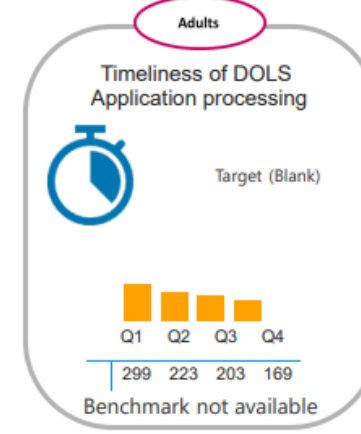 Adults
Timeliness of DOLS
Application processing
Target (Blank)
Q1 Q2 Q3 Q4
299 223 203 169
Benchmark not available